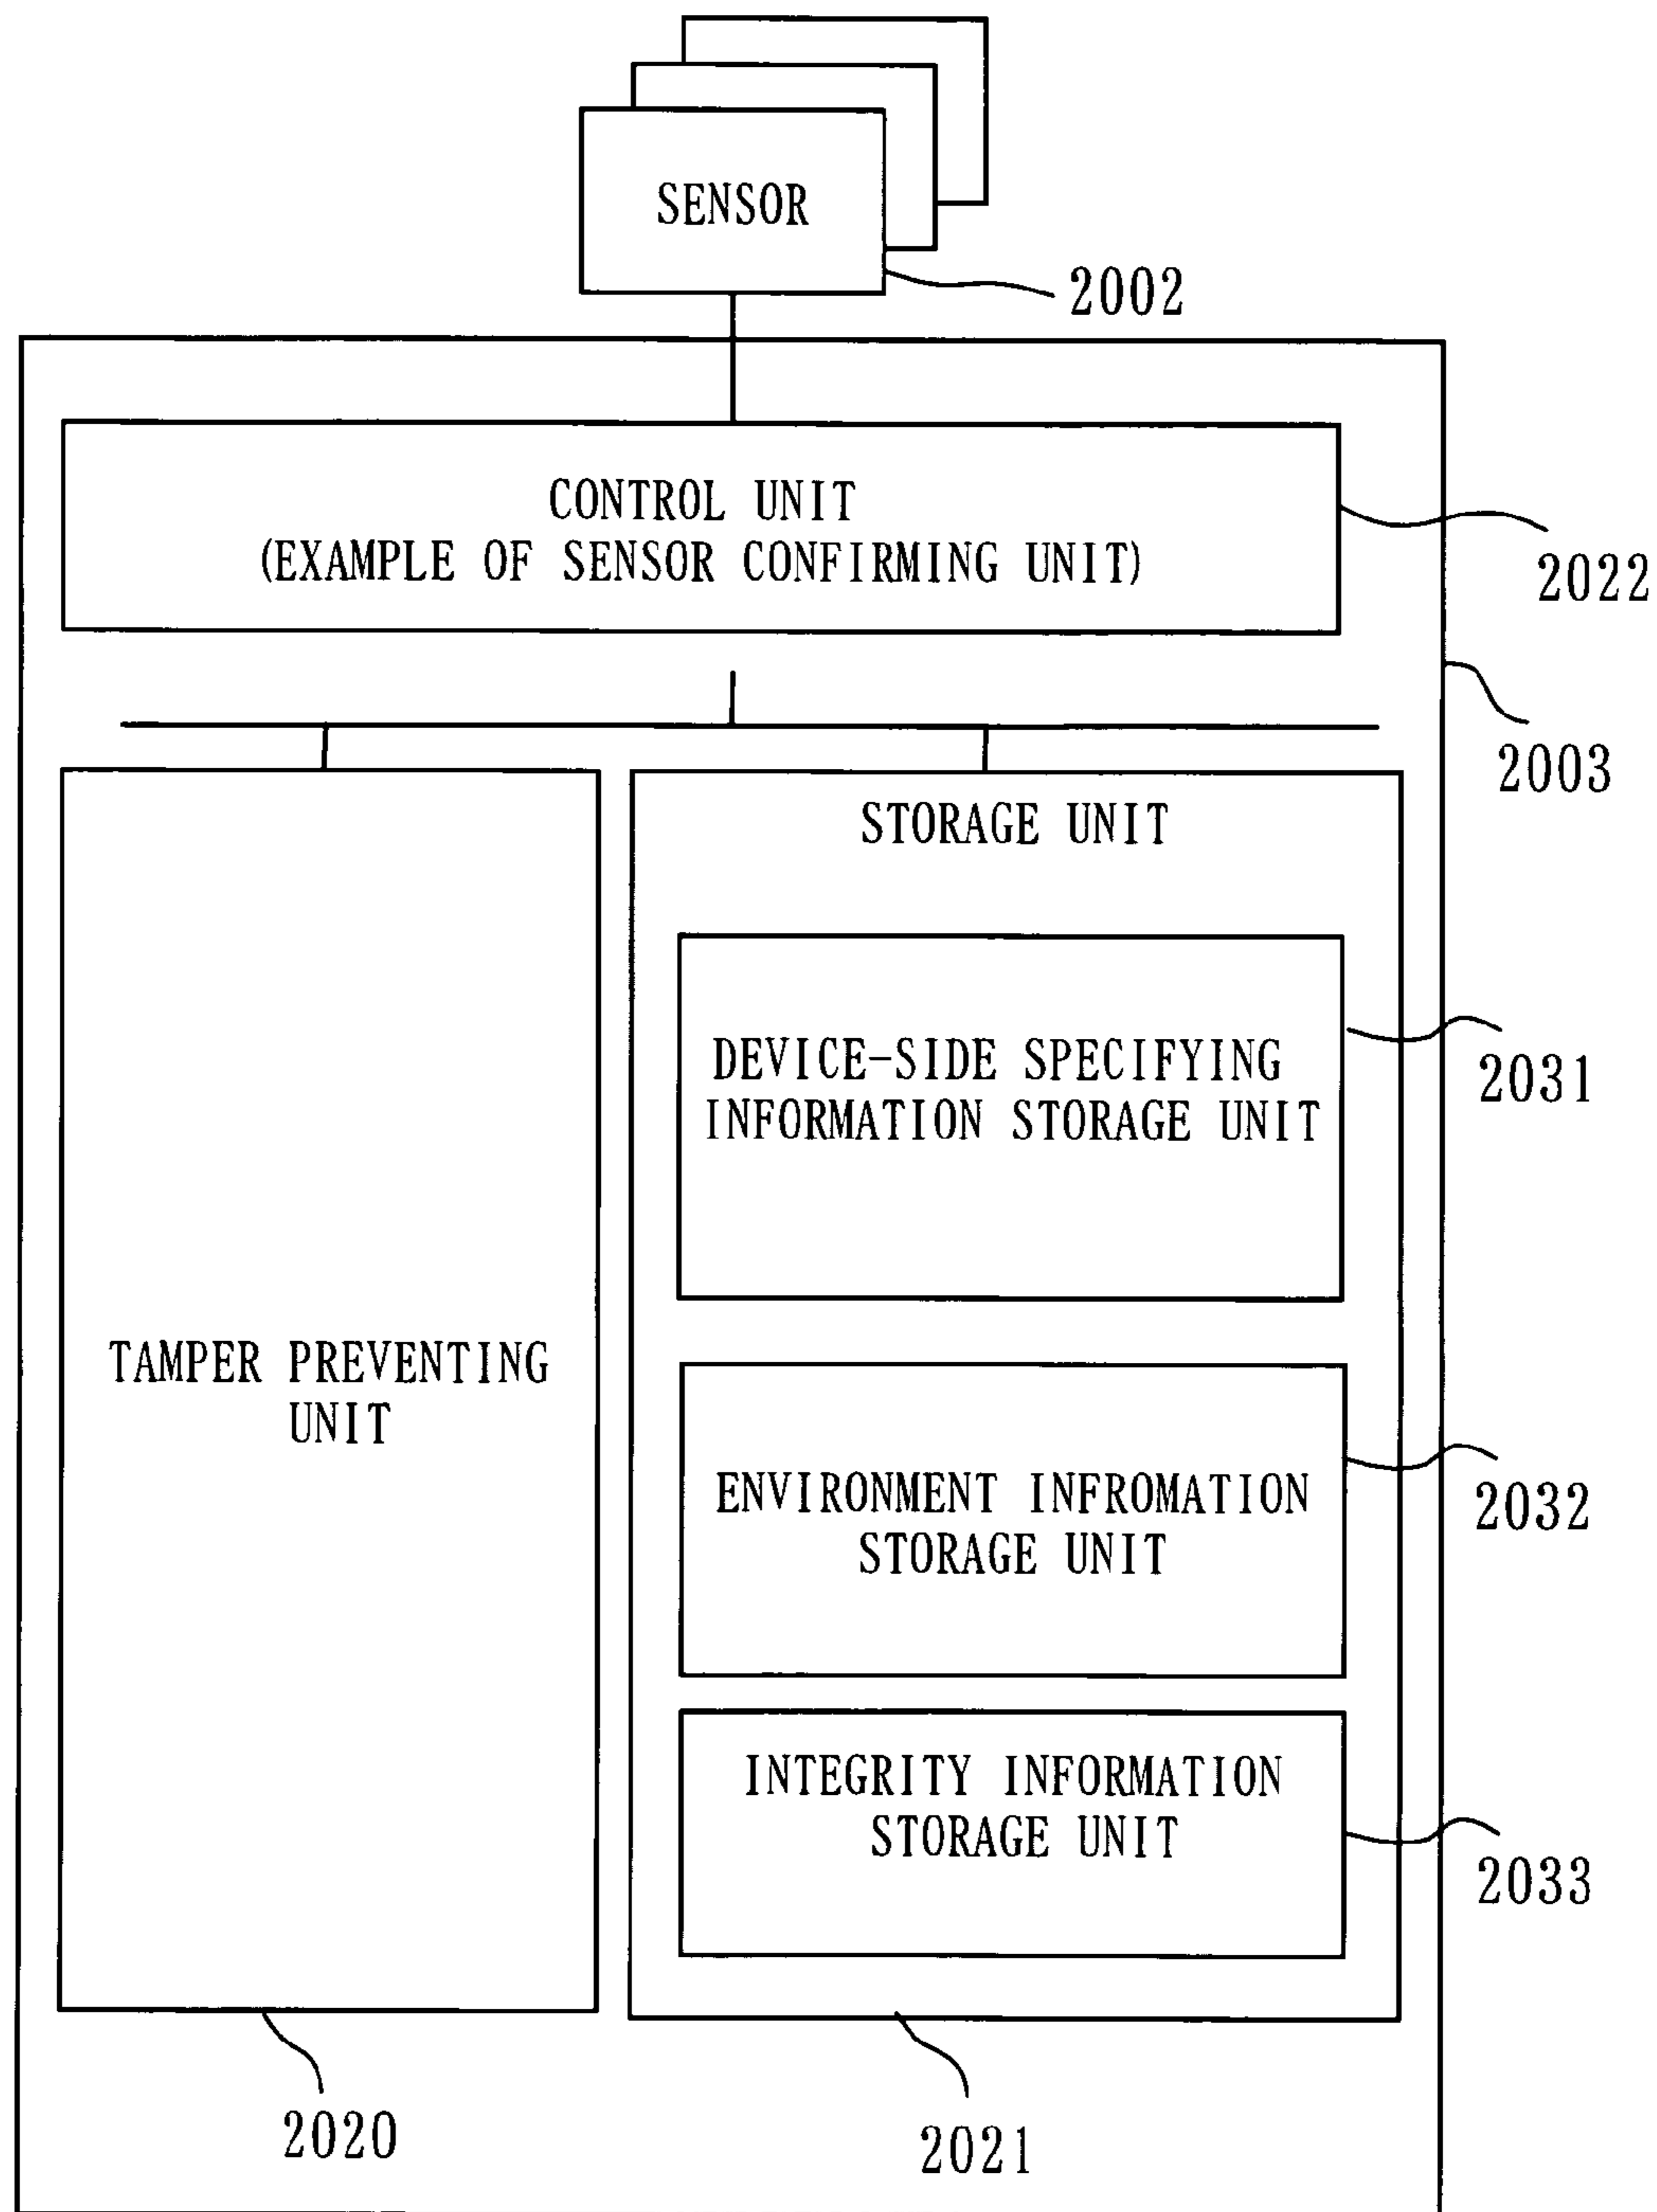 SENSOR
2002
CONTROL UNIT
(EXAMPLE OF SENSOR CONFIRMING UNIT)
2022
2003
STORAGE UNIT
DEVICE-SIDE SPECIFYING
INFORMATION STORAGE UNIT
2031
TAMPER PREVENTING
UNIT
ENVIRONMENT INFROMATION
STORAGE UNIT
2032
INTEGRITY INFORMATION
STORAGE UNIT
2033
2020
2021